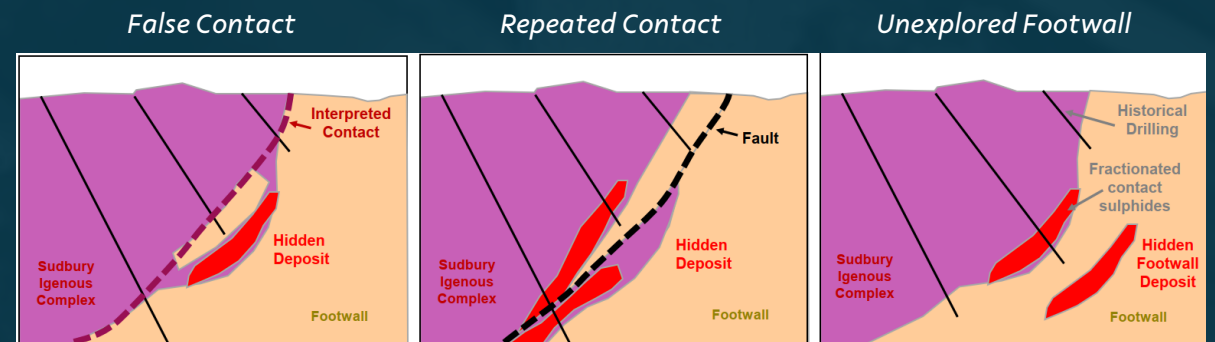 False Contact
Interpreted
Contact
Hidden
Deposit
Sudbury
Igenous
Complex
Footwall
Repeated Contact
Fault
Hidden
Deposit
Sudbury
Igenous
Complex
Footwall
Unexplored Footwall
Historical
Drilling
Fractionated
contact
sulphides
Hidden
Footwall
Deposit
Sudbury
Igenous
Complex
Footwall